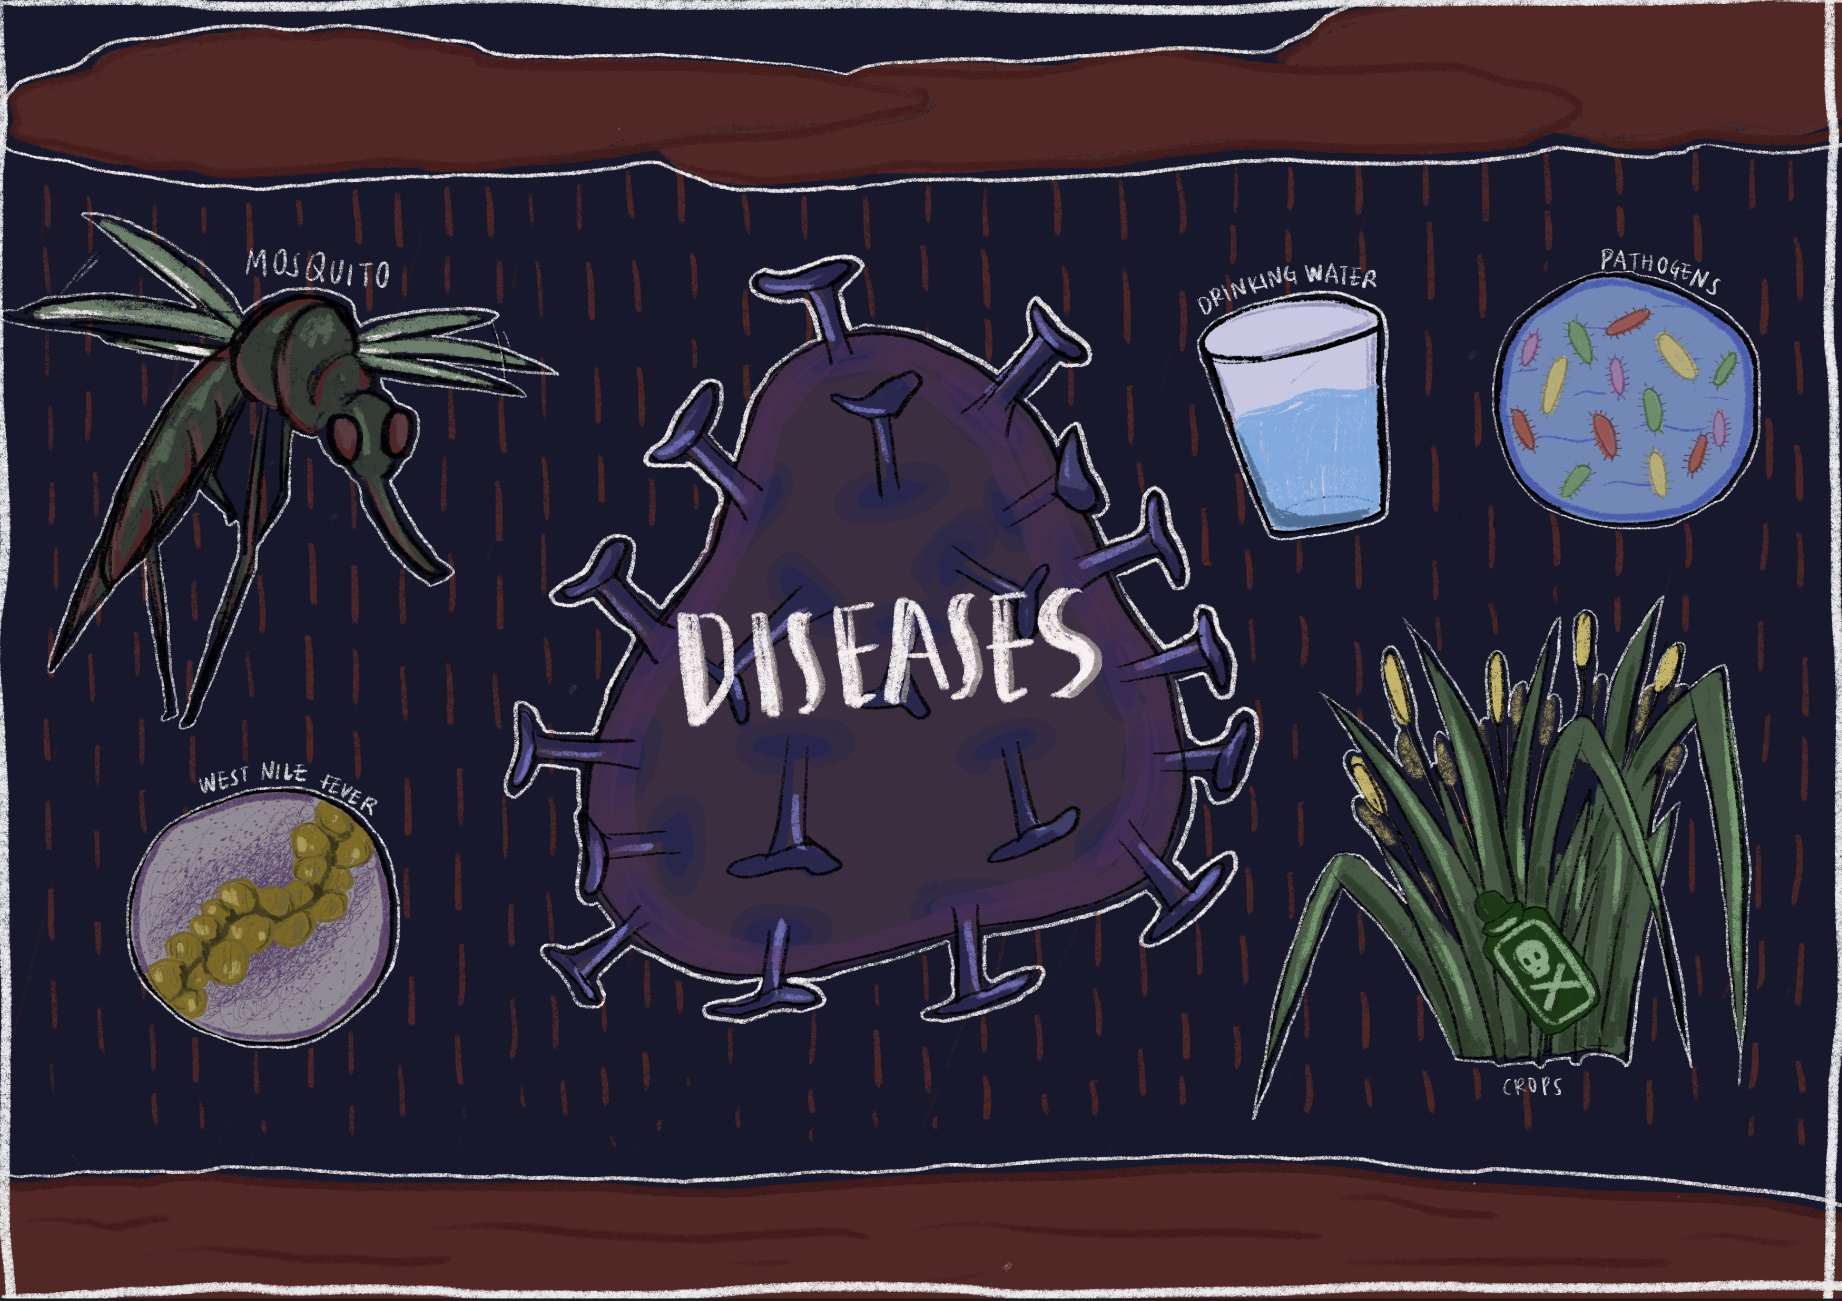 MOSQUITO
DRINKING WATER
PATHOGENS
DISEASES
WEST NILE FEVER
CROPS